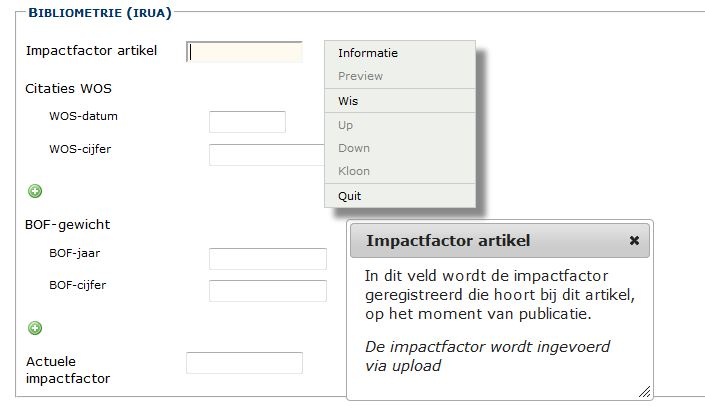 BIBLIOMETRIE (IRUA)
Impactfactor artikel
Citaties WOS
WOS-datum
WOS-cijfer
BOF-gewicht
BOF-jaar
BOF-cijfer
Actuele
impactfactor
Informatie
Preview
Wis
Up
Down
Kloon
Quit
Impactfactor artikel
In dit veld wordt de impactfactor
geregistreerd die hoort bij dit artikel,
op het moment van publicatie.
De impactfactor wordt ingevoerd
via upload